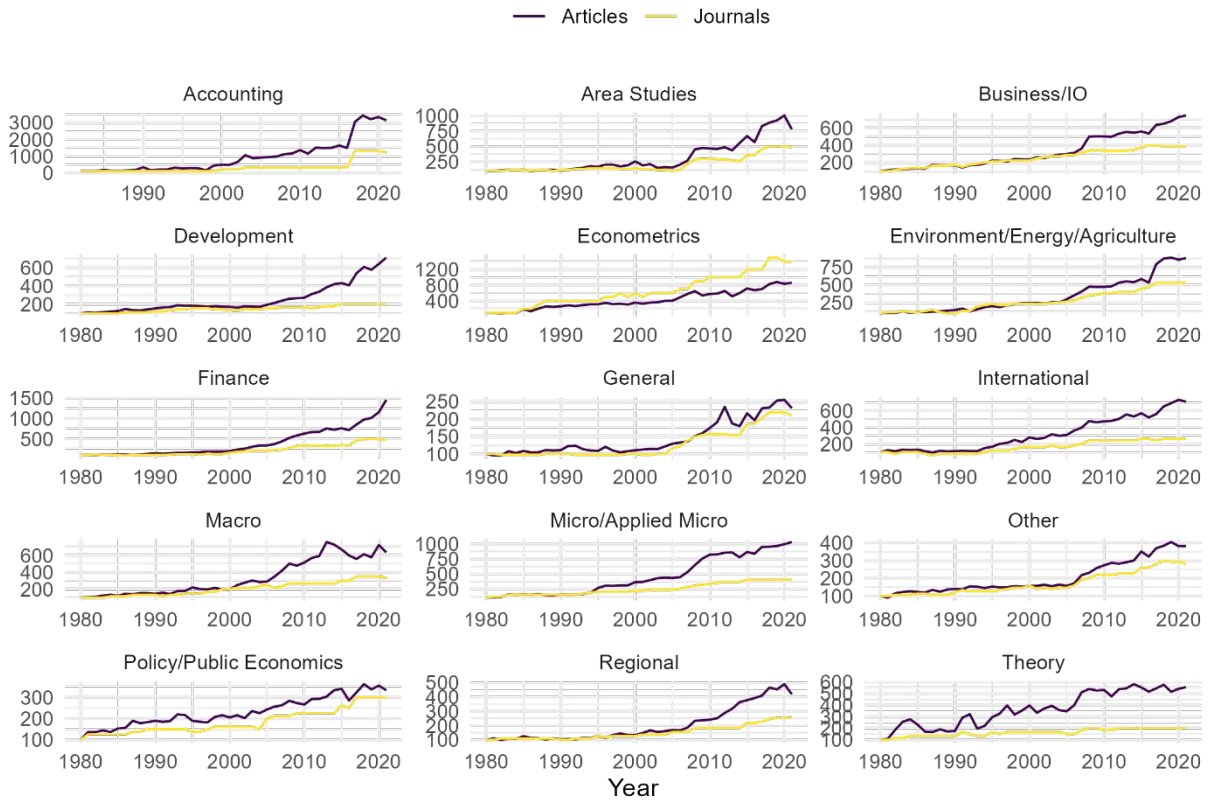 Articles Journals
Accounting Area Studies Business/IO
3000
2000
1000
0
1990 2000 2010 2020
1000
750
500
250
1980 1990 2000 2010 2020
600
400
200
1980 1990 2000 2010 2020
Development Econometrics Environment/Energy/Agriculture
600
400
200
1980 1990 2000 2010 2020
1200
800
400
1980 1990 2000 2010 2020
750
500
250
1980 1990 2000 2010 2020
Finance General International
1500
1000
500
1980 1990 2000 2010 2020
250
200
150
100
1980 1990 2000 2010 2020
600
400
200
1980 1990 2000 2010 2020
Macro Micro/Applied Micro Other
600
400
200
1980 1990 2000 2010 2020
1000
750
500
250
1980 1990 2000 2010 2020
400
300
200
100
1980 1990 2000 2010 2020
Policy/Public Economics Regional Theory
300
200
100
1980 1990 2000 2010 2020
500
400
300
200
100
1980 1990 2000 2010 2020
600
500
400
300
200
100
1980 1990 2000 2010 2020
Year